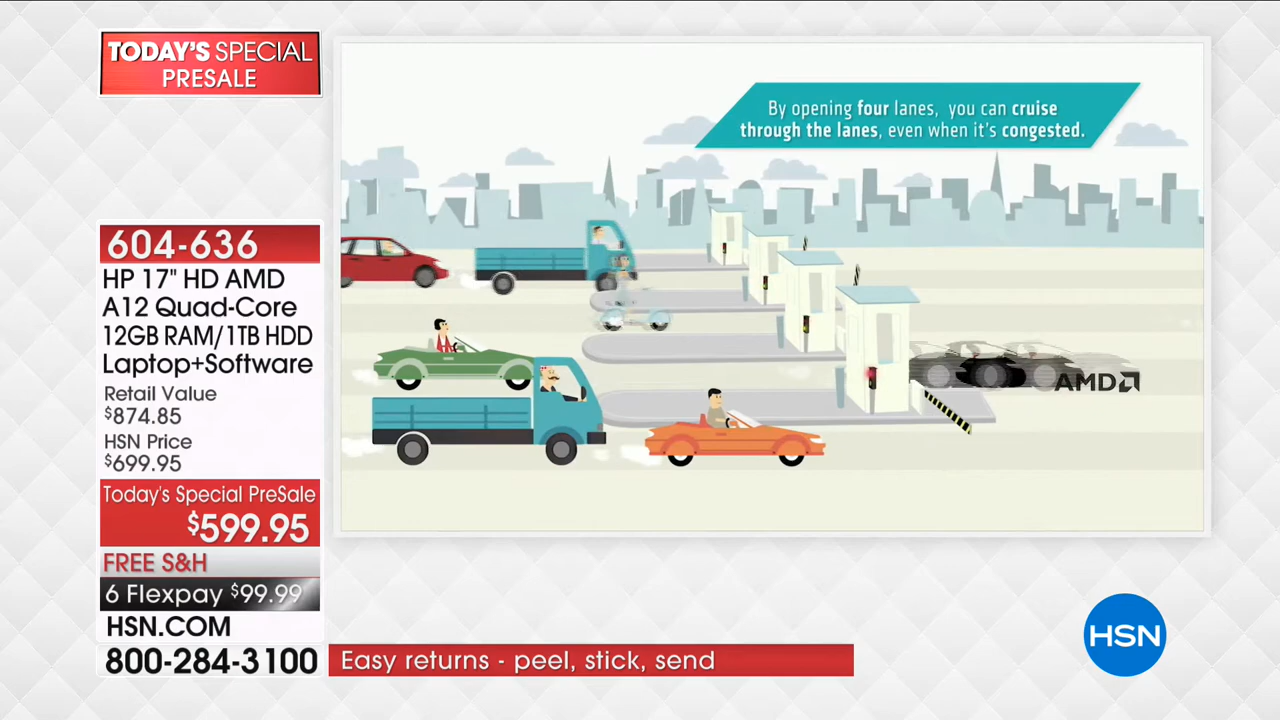 TODAY'S SPECIAL
PRESALE
By opening four lanes, you can cruise
through the lanes, even when it's congested.
AMD
604-636
HP 17" HD AMD
A12 Quad-Core
12GB RAM/1TB HDD
Laptop+Software
Retail Value
$874.85
HSN Price
$699.95
Today's Special PreSale
$599.95
FREE S&H
6 Flexpay $99.99
HSN.COM
800-284-3100
Easy returns - peel, stick, send
HSN